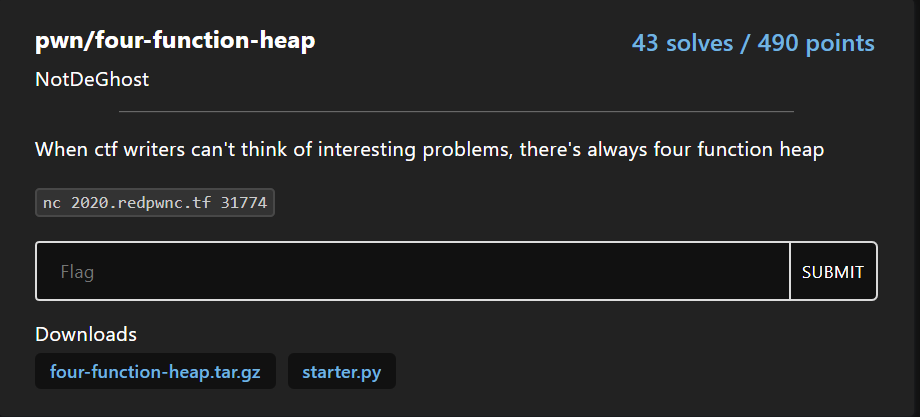 pwn/four-function-heap
43 solves / 490 points
NotDeGhost
When ctf writers can't think of interesting problems, there's always four function heap
nc 2020.redpwnc.tf 31774
Flag
SUBMIT
Downloads
four-function-heap.tar.gz
starter.py